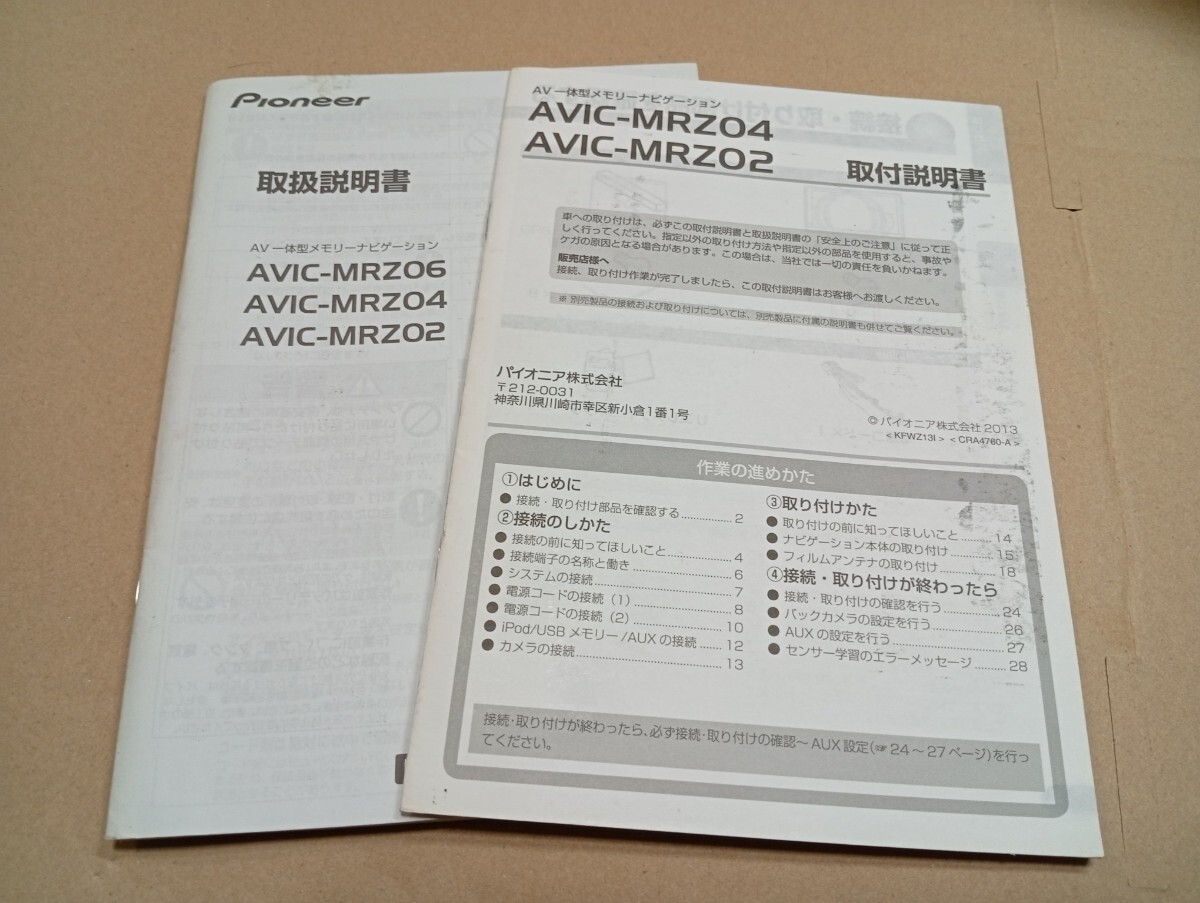 Pioneer
取扱説明書
AV 一体型メモリーナビゲーション
AVIC-MRZ06
AVIC-MRZ04
AVIC-MRZ02
AV 一体型メモリーナビゲーション
AVIC-MRZ04
AVIC-MRZ02
取付説明書
車への取り付けは、必ずこの取付説明書と取扱説明書の「安全上のご注意」に従って正
しく行ってください。指定以外の取り付け方法や指定以外の部品を使用すると、事故や
ケガの原因となる場合があります。この場合は、当社では一切の責任を負いかねます。
販売店様へ
接続、取り付け作業が完了しましたら、この取付説明書はお客様へお渡しください。
※ 別売製品の接続および取り付けについては、別売製品に付属の説明書も併せてご覧ください。
パイオニア株式会社
〒212-0031
神奈川県川崎市幸区新小倉1番1号
© パイオニア株式会社 2013
< KFWZ13I > < CRA4760-A >
作業の進めかた
①はじめに
● 接続・取り付け部品を確認する................ 2
②接続のしかた
● 接続の前に知ってほしいこと.................... 4
● 接続端子の名称と働き............................ 6
● システムの接続.................................... 7
● 電源コードの接続（1）........................... 8
● 電源コードの接続（2）........................... 10
● iPod/USB メモリー/AUX の接続...... 12
● カメラの接続...................................... 13
③取り付けかた
● 取り付けの前に知ってほしいこと......... 14
● ナビゲーション本体の取り付け........... 15
● フィルムアンテナの取り付け............... 18
④接続・取り付けが終わったら
● 接続・取り付けの確認を行う............... 24
● バックカメラの設定を行う.................. 26
● AUX の設定を行う............................ 27
● センサー学習のエラーメッセージ......... 28
接続・取り付けが終わったら、必ず接続・取り付けの確認～ AUX 設定(☞ 24 ～ 27 ページ)を行っ
てください。